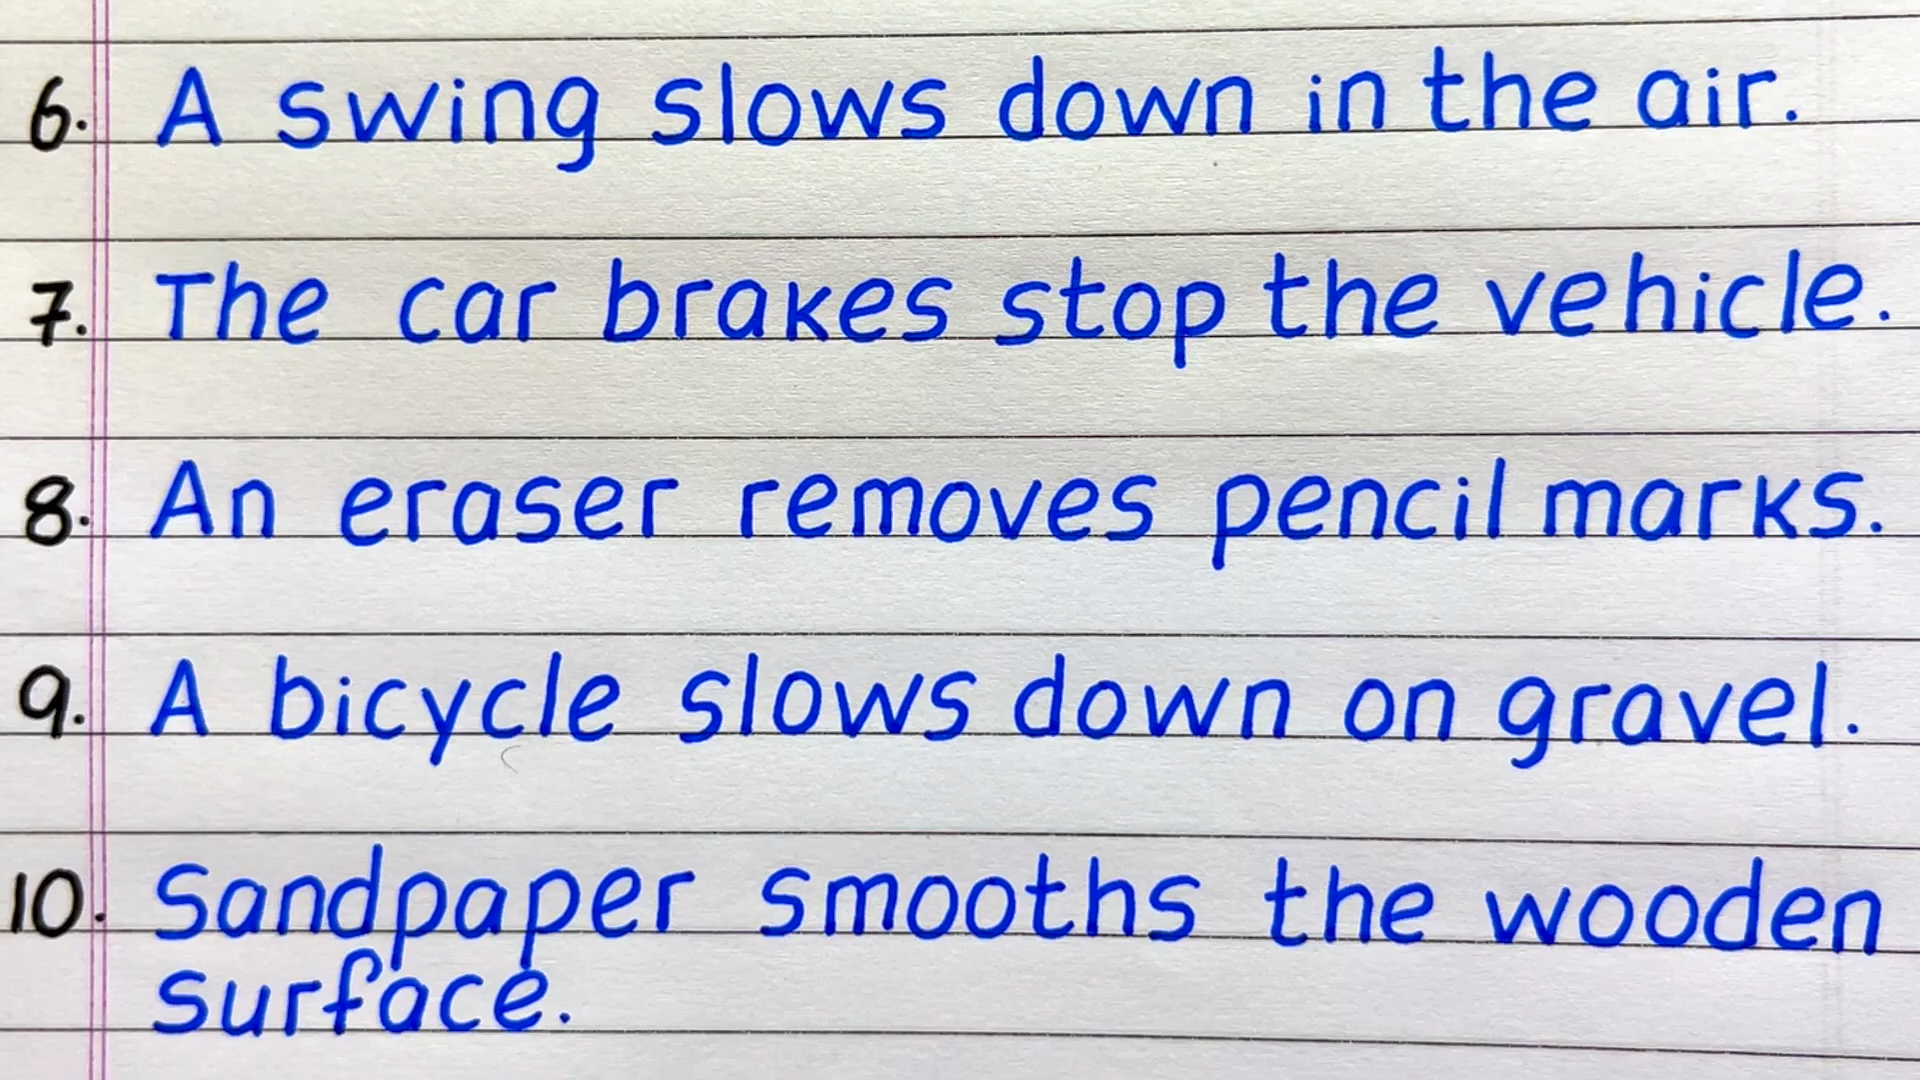 6. A swing slows down in the air.
7. The car brakes stop the vehicle.
8. An eraser removes pencil marks.
9. A bicycle slows down on gravel.
10. Sandpaper smooths the wooden
surface.